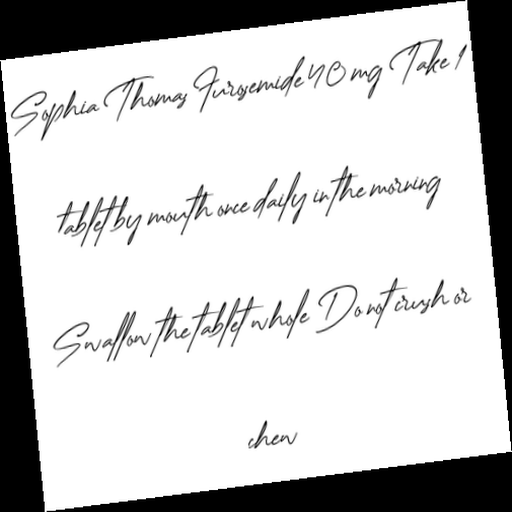 Sophia Thomas Furosemide 40 mg Take 1
tablet by mouth once daily in the morning
Swallow the tablet whole Do not crush or
chew